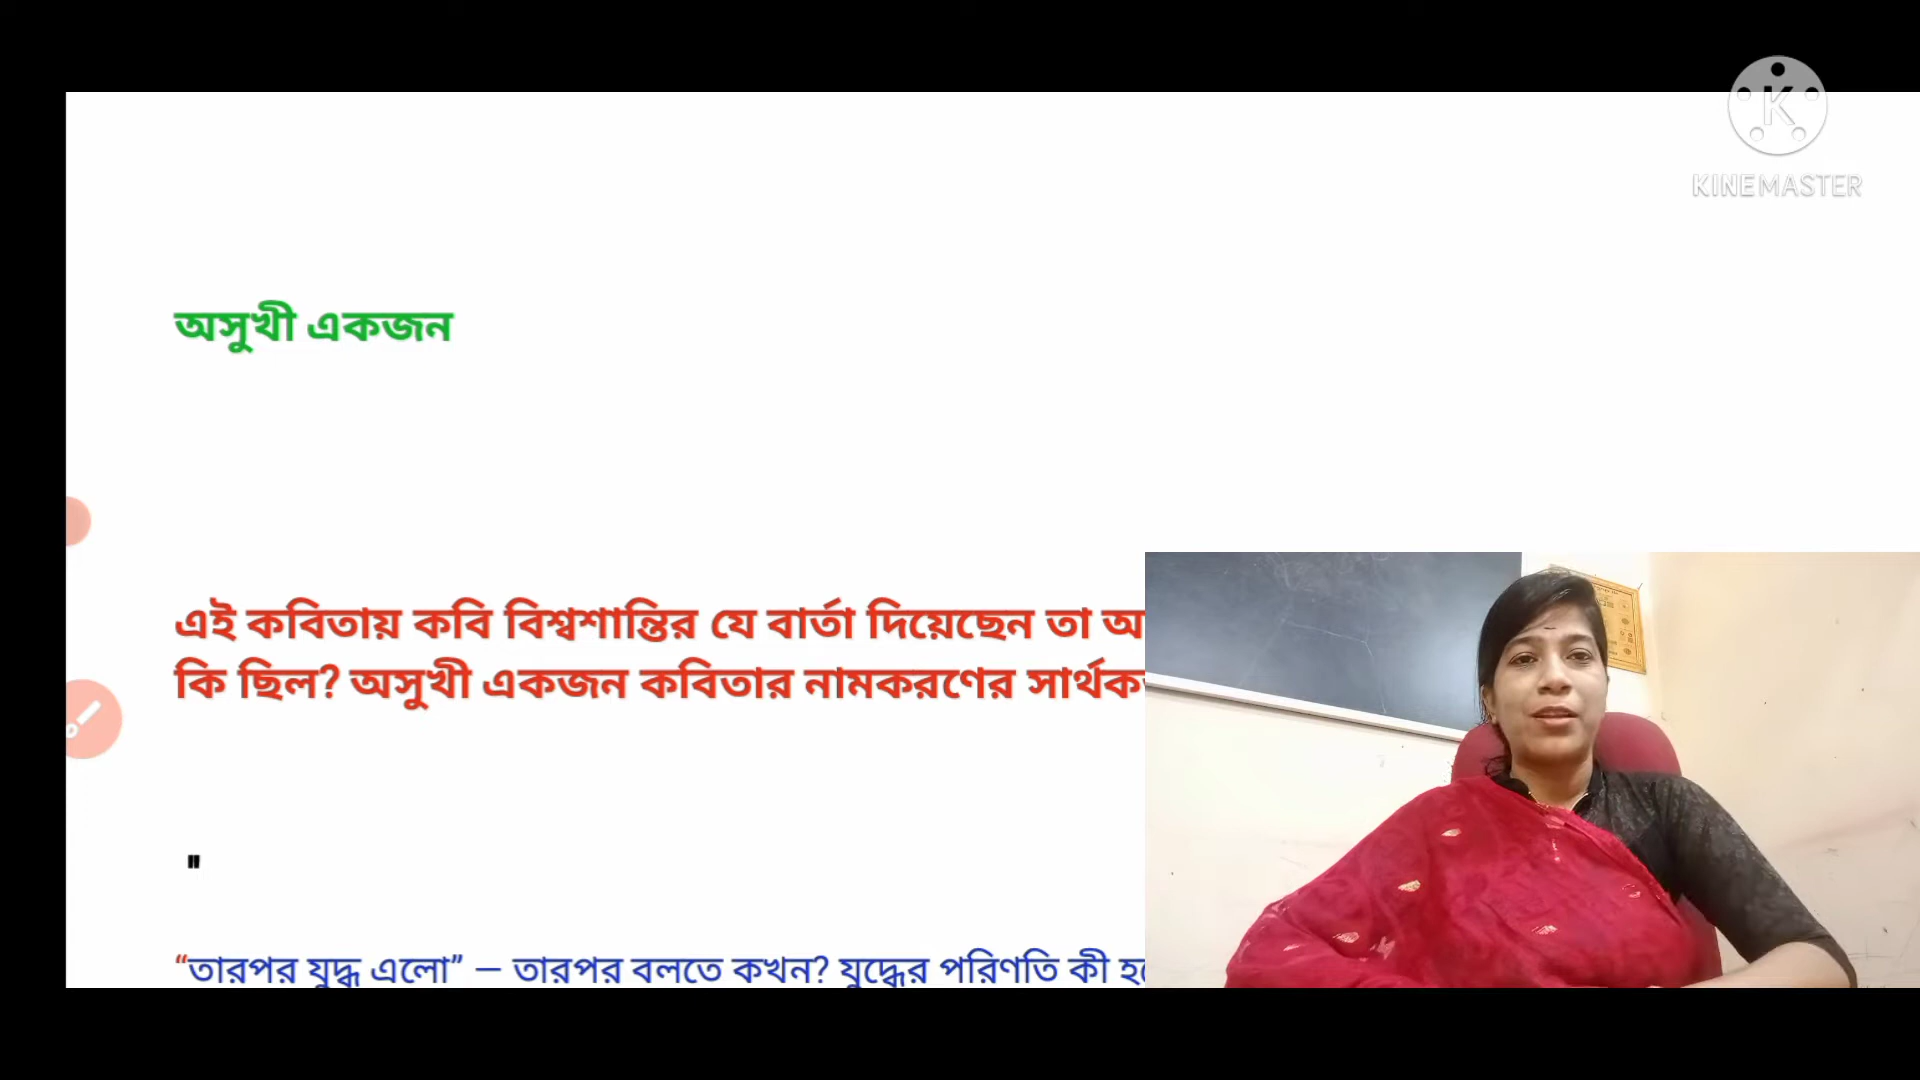 KINEMASTER
অসুখী একজন
এই কবিতায় কবি বিশ্বশান্তির যে বার্তা দিয়েছেন তা
কি ছিল? অসুখী একজন কবিতার নামকরণের
"
“তারপর যুদ্ধ এলো” – তারপর বলতে কখন? যুদ্ধের পরিণতি কী